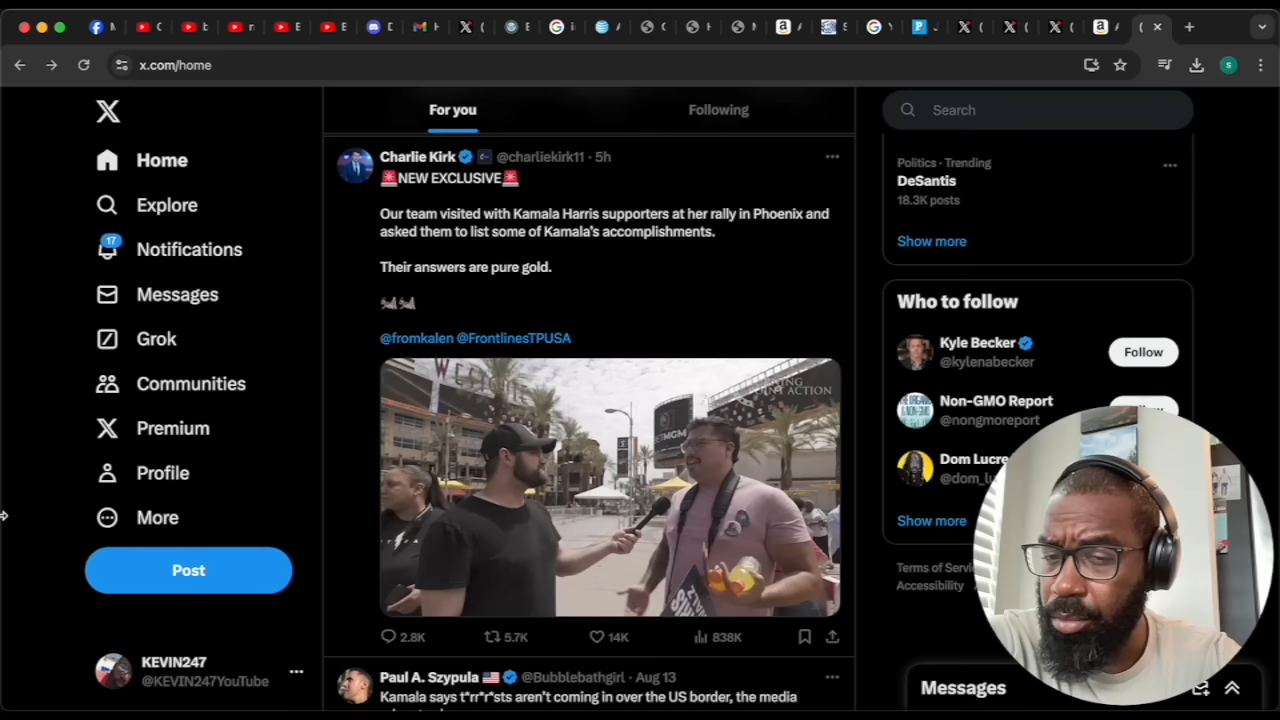 x.com/home
S
Home
Explore
17
Notifications
Messages
Grok
Communities
Premium
Profile
More
Post
KEVIN247
@KEVIN247YouTube
For you
Following
Charlie Kirk @charliekirk11 · 5h
🚨NEW EXCLUSIVE🚨
Our team visited with Kamala Harris supporters at her rally in Phoenix and
asked them to list some of Kamala's accomplishments.
Their answers are pure gold.
@fromkalen @FrontlinesTPUSA
POINT ACTION
BETMGM
2.8K
5.7K
14K
838K
Paul A. Szypula 🇺🇸 @Bubblebathgirl · Aug 13
Kamala says t*rr*r*sts aren't coming in over the US border, the media
Search
Politics · Trending
DeSantis
18.3K posts
Show more
Who to follow
Kyle Becker
@kylenabecker
Follow
Non-GMO Report
@nongmoreport
Dom Lucre
Show more
Accessibility
Messages